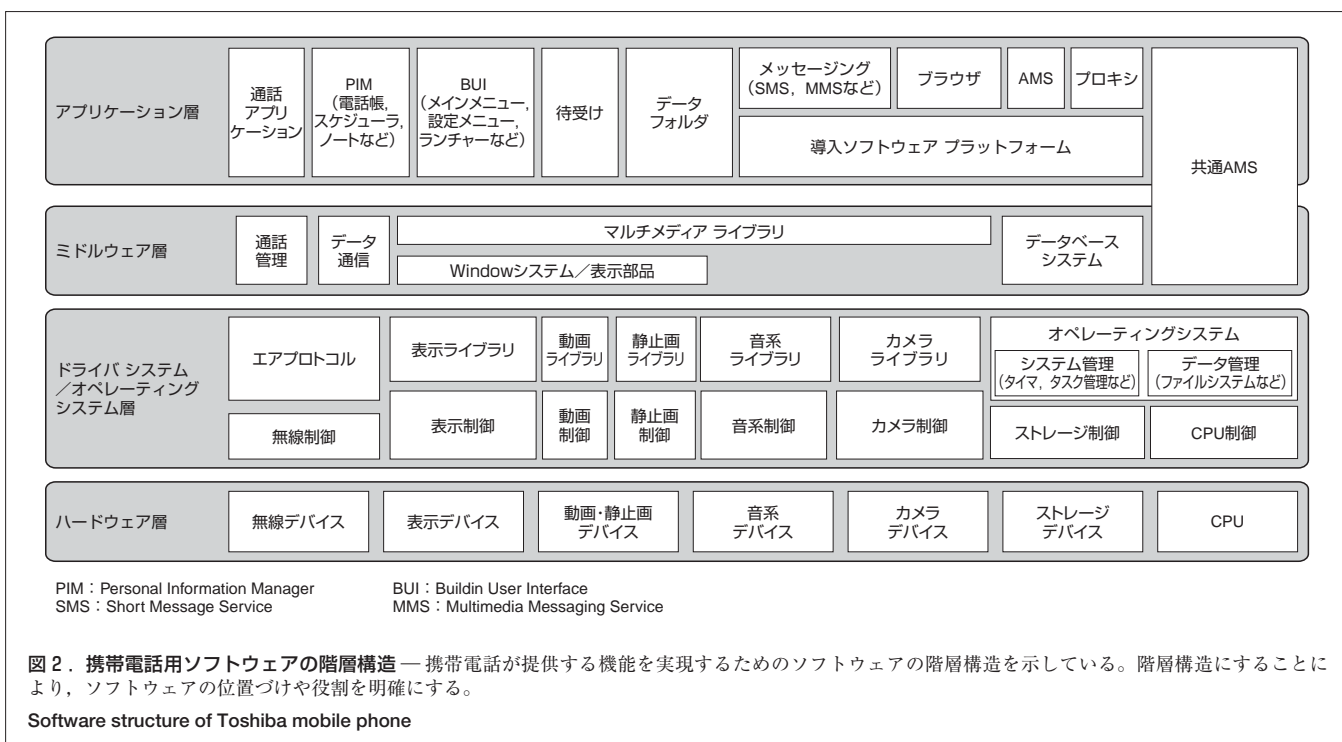 アプリケーション層
通話
アプリ
ケーション
PIM
（電話帳，
スケジューラ，
ノートなど）
BUI
（メインメニュー，
設定メニュー，
ランチャーなど）
待受け
データ
フォルダ
メッセージング
（SMS，MMSなど）
ブラウザ
AMS
プロキシ
導入ソフトウェア プラットフォーム
共通AMS
ミドルウェア層
通話
管理
データ
通信
マルチメディア ライブラリ
Windowシステム／表示部品
データベース
システム
ドライバ システム
／オペレーティング
システム層
エアプロトコル
表示ライブラリ
動画
ライブラリ
静止画
ライブラリ
音系
ライブラリ
カメラ
ライブラリ
オペレーティングシステム
システム管理
（タイマ，タスク管理など）
データ管理
（ファイルシステムなど）
無線制御
表示制御
動画
制御
静止画
制御
音系制御
カメラ制御
ストレージ制御
CPU制御
ハードウェア層
無線デバイス
表示デバイス
動画・静止画
デバイス
音系
デバイス
カメラ
デバイス
ストレージ
デバイス
CPU
PIM：Personal Information Manager
BUI：Buildin User Interface
SMS：Short Message Service
MMS：Multimedia Messaging Service
図2．携帯電話用ソフトウェアの階層構造 ― 携帯電話が提供する機能を実現するためのソフトウェアの階層構造を示している。階層構造にすることに
より，ソフトウェアの位置づけや役割を明確にする。
Software structure of Toshiba mobile phone